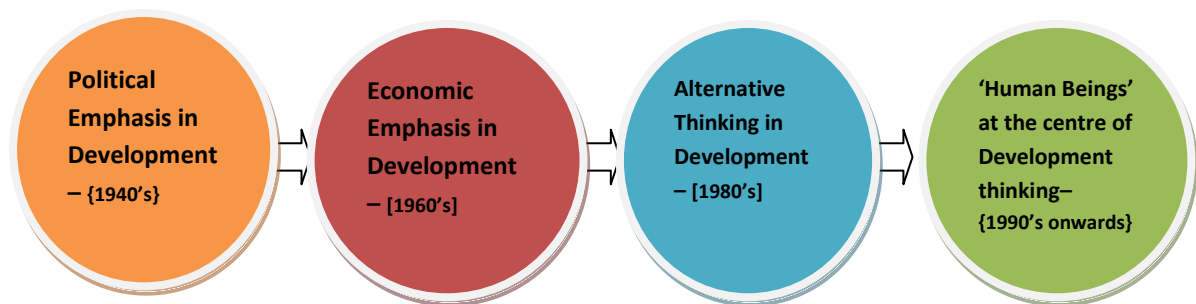 Political
Emphasis in
Development
– {1940’s}
Economic
Emphasis in
Development
– [1960’s]
Alternative
Thinking in
Development
– [1980’s]
‘Human Beings’
at the centre of
Development
thinking–
{1990’s onwards}